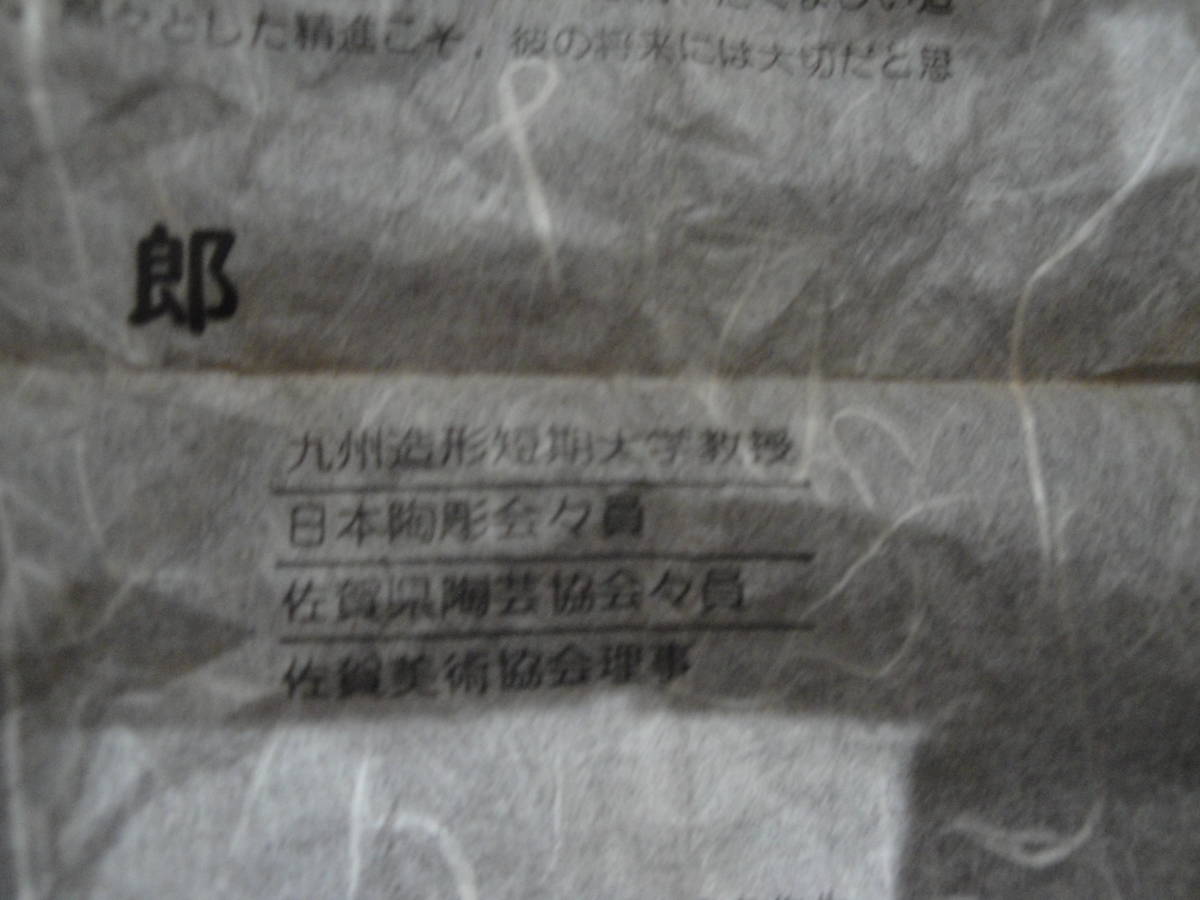 々とした精進こそ，彼の将来には大切だと思
郎
九州造形短期大学教授
日本陶彫会々員
佐賀県陶芸協会々員
佐賀美術協会理事